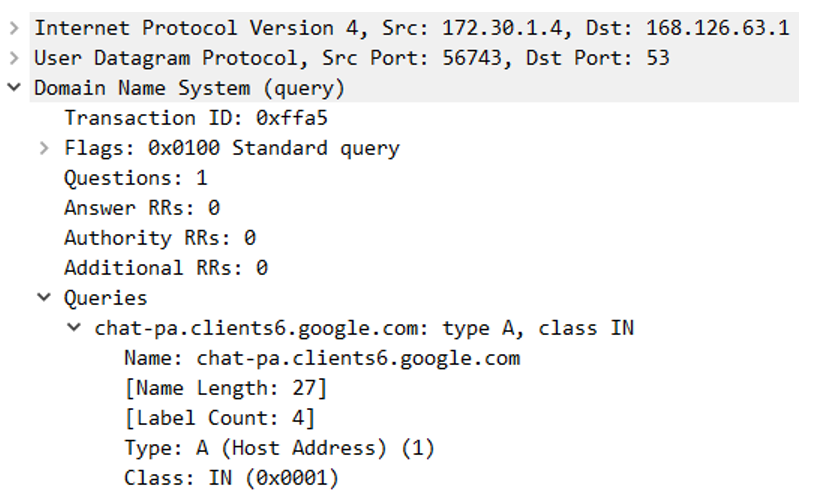 Internet Protocol Version 4, Src: 172.30.1.4, Dst: 168.126.63.1
User Datagram Protocol, Src Port: 56743, Dst Port: 53
Domain Name System (query)
Transaction ID: 0xffa5
Flags: 0x0100 Standard query
Questions: 1
Answer RRs: 0
Authority RRs: 0
Additional RRs: 0
Queries
chat-pa.clients6.google.com: type A, class IN
Name: chat-pa.clients6.google.com
[Name Length: 27]
[Label Count: 4]
Type: A (Host Address) (1)
Class: IN (0x0001)